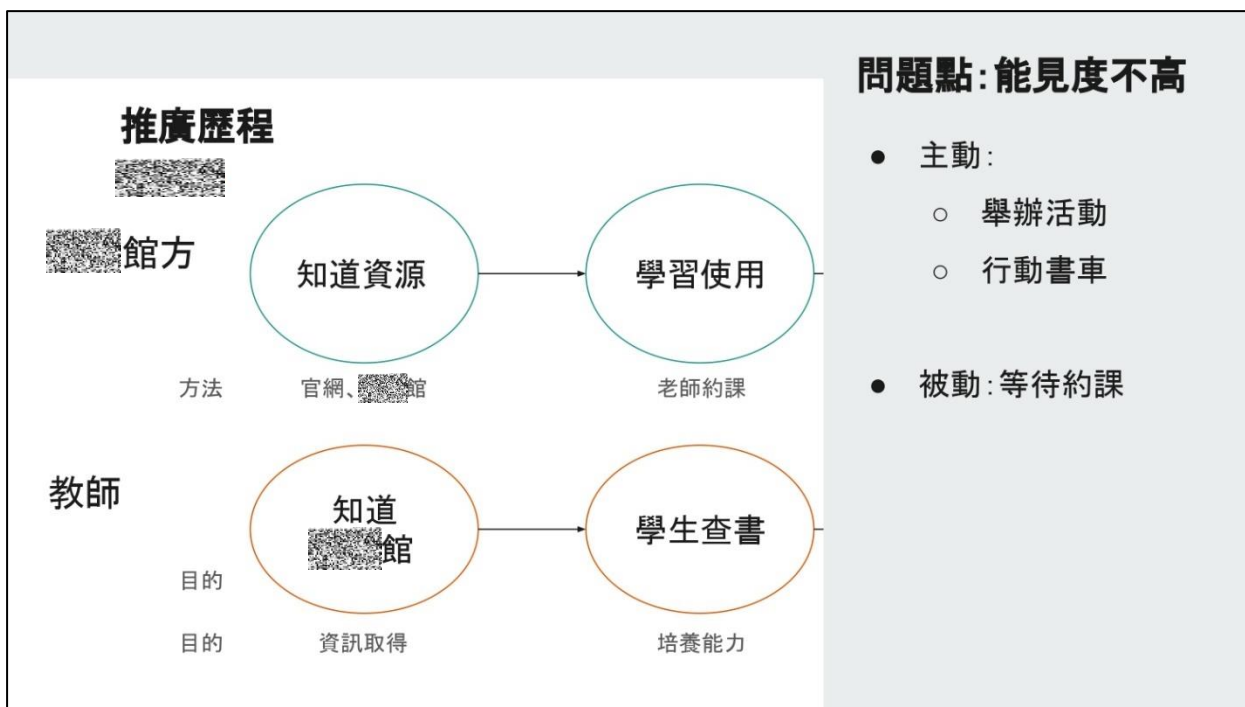 推廣歷程
館方
知道資源
學習使用
方法
官網、館
老師約課
教師
知道
館
學生查書
目的
目的
資訊取得
培養能力
問題點：能見度不高
● 主動：
○ 舉辦活動
○ 行動書車
● 被動：等待約課